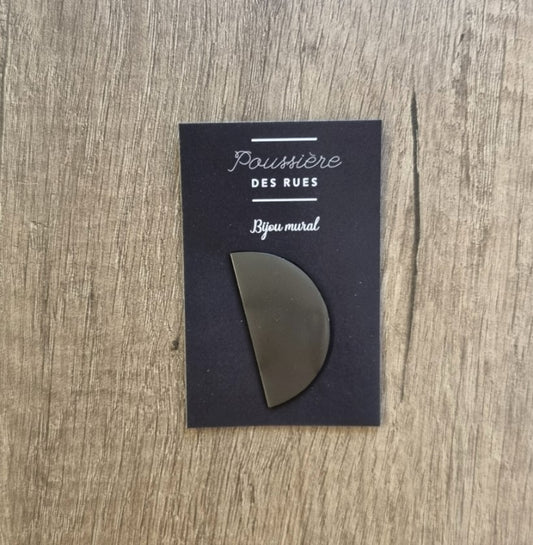 Poussière
DES RUES
Bijou mural